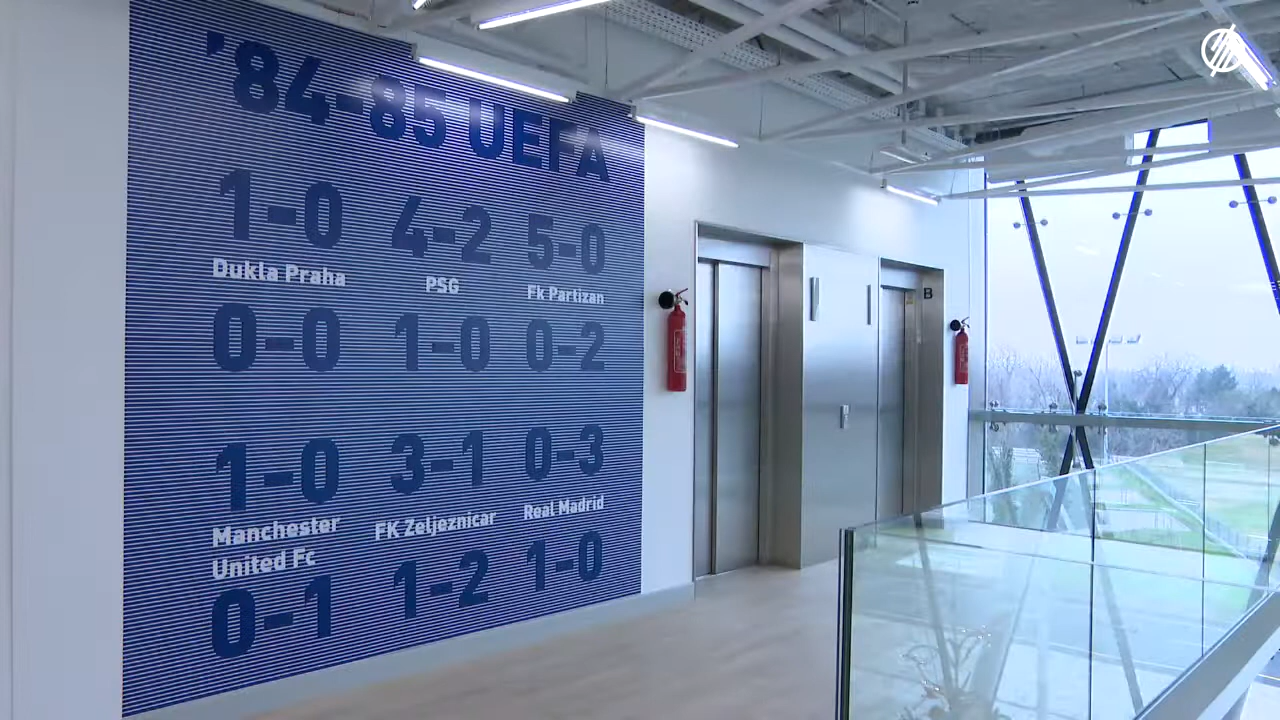 '84-85 UEFA
1-0 4-2 5-0
Dukla Praha PSG Fk Partizan
0-0 1-0 0-2
1-0 3-1 0-3
Manchester FK Zeljeznicar Real Madrid
United Fc
0-1 1-2 1-0
B